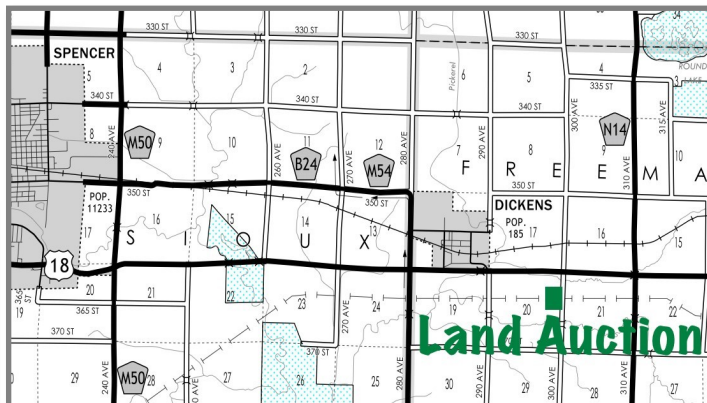 330 ST
330 ST
330 ST
34
SPENCER
5
4
3
2
6
5
4
ROUND
LAKE
3
Pickerel
335 ST
340 ST
340 ST
340 ST
8
240 AVE
M50
9
10
11
12
7
8
9
10
260 AVE
B24
270 AVE
M54
280 AVE
290 AVE
300 AVE
N14
310 AVE
315 AVE
F R E E M A
350 ST
350 ST
350 ST
POP.
11233
DICKENS
POP.
185
17
16
15
14
13
17
16
15
S I O U X
18
365
ST
19
20
21
22
23
24
19
20
21
22
365 ST
370 ST
370 ST
270 AVE
Land Auction
M50
29
28
27
26
25
30
29
28
27
240 AVE
280 AVE
290 AVE
300 AVE
310 AVE